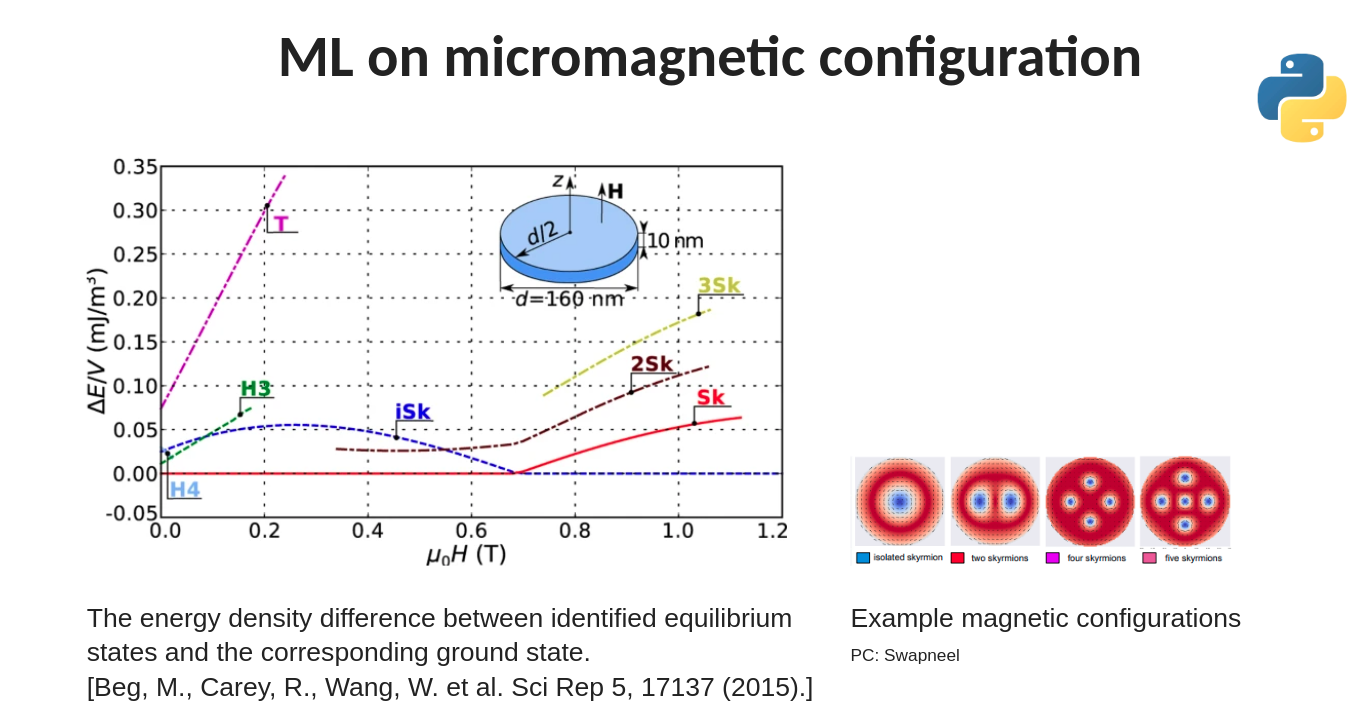 ML on micromagnetic configuration
0.35
0.30
0.25
0.20
0.15
0.10
0.05
0.00
-0.05
ΔE/V (mJ/m³)
T
z
H
d/2
10 nm
d=160 nm
3Sk
2Sk
Sk
H3
iSk
H4
0.0 0.2 0.4 0.6 0.8 1.0 1.2
μ₀H (T)
isolated skyrmion two skyrmions four skyrmions five skyrmions
The energy density difference between identified equilibrium
states and the corresponding ground state.
[Beg, M., Carey, R., Wang, W. et al. Sci Rep 5, 17137 (2015).]
Example magnetic configurations
PC: Swapneel